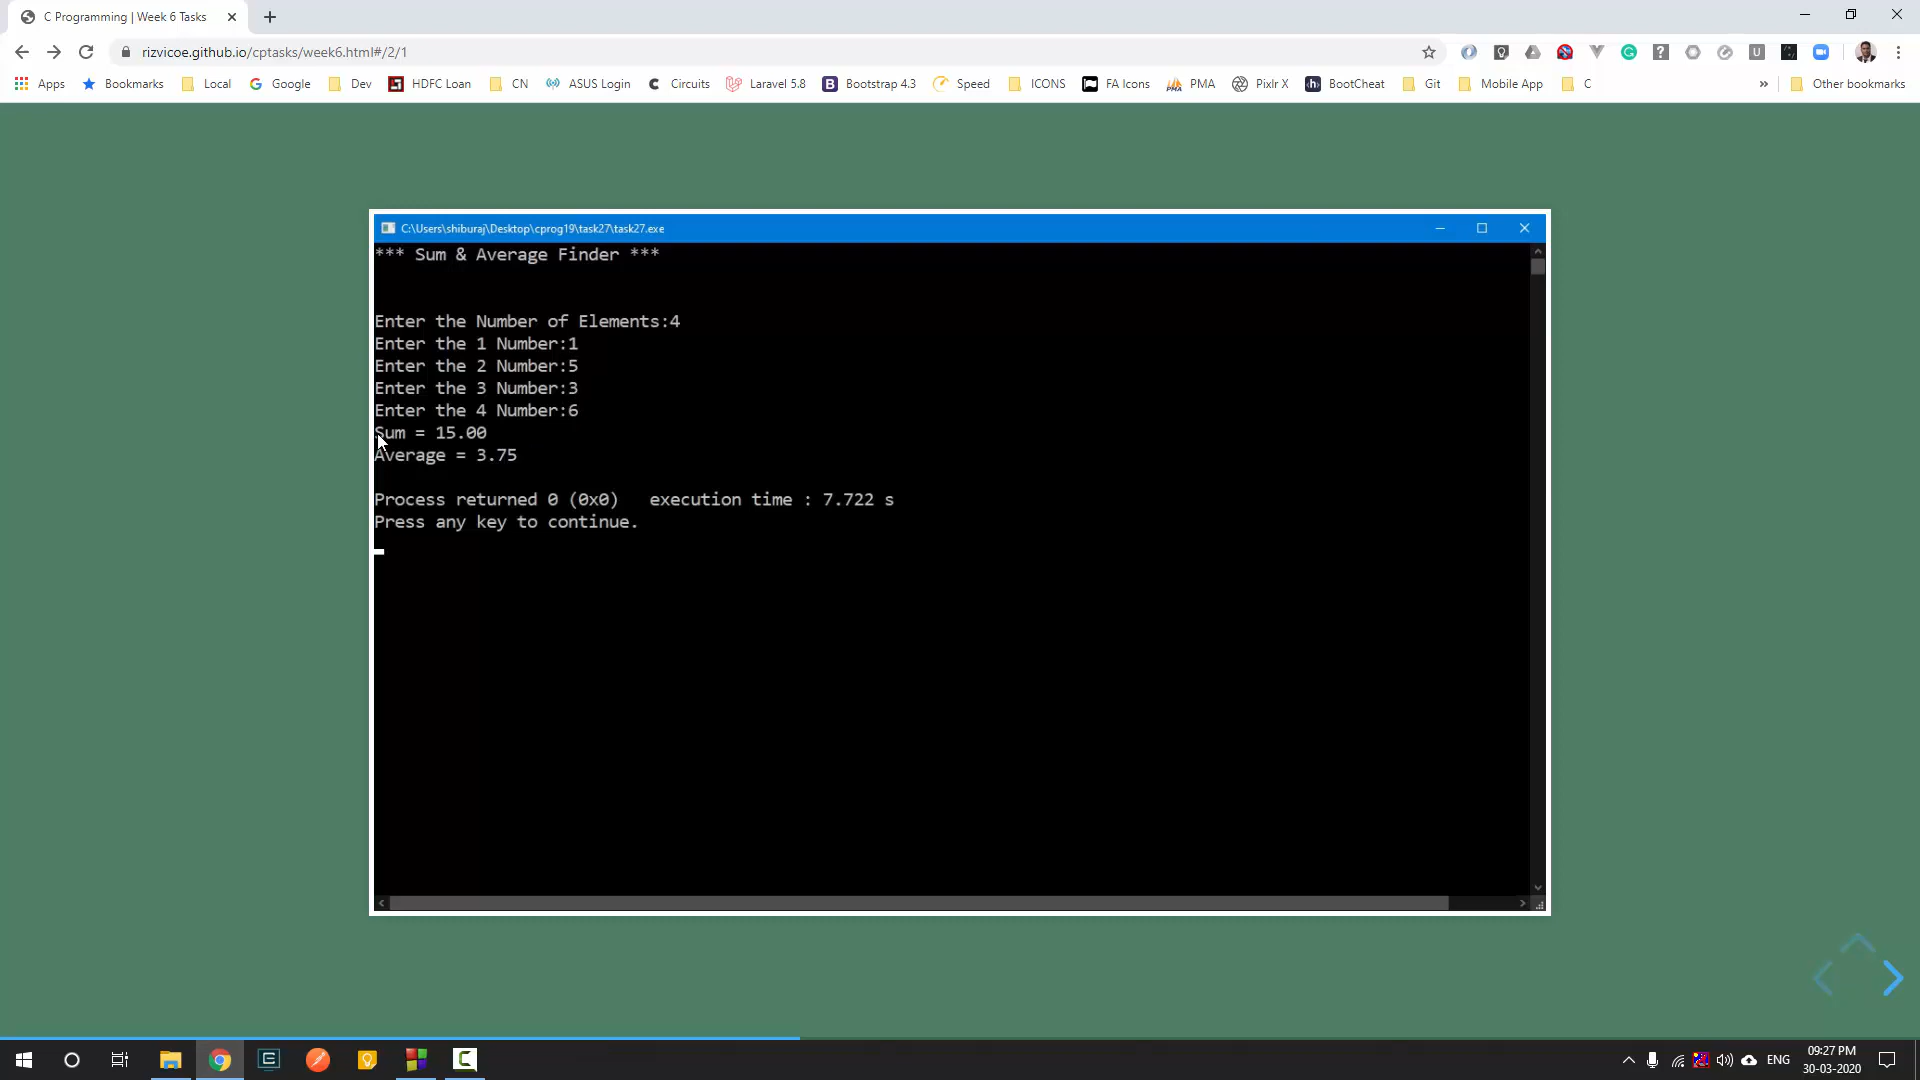 C Programming | Week 6 Tasks
rizvicoe.github.io/cptasks/week6.html#/2/1
Apps Bookmarks Local Google Dev HDFC Loan CN ASUS Login Circuits Laravel 5.8 Bootstrap 4.3 Speed ICONS FA Icons PMA Pixlr X BootCheat Git Mobile App C » Other bookmarks
C:\Users\shiburaj\Desktop\cprog19\task27\task27.exe
*** Sum & Average Finder ***
Enter the Number of Elements:4
Enter the 1 Number:1
Enter the 2 Number:5
Enter the 3 Number:3
Enter the 4 Number:6
Sum = 15.00
Average = 3.75
Process returned 0 (0x0)   execution time : 7.722 s
Press any key to continue.
ENG
09:27 PM
30-03-2020